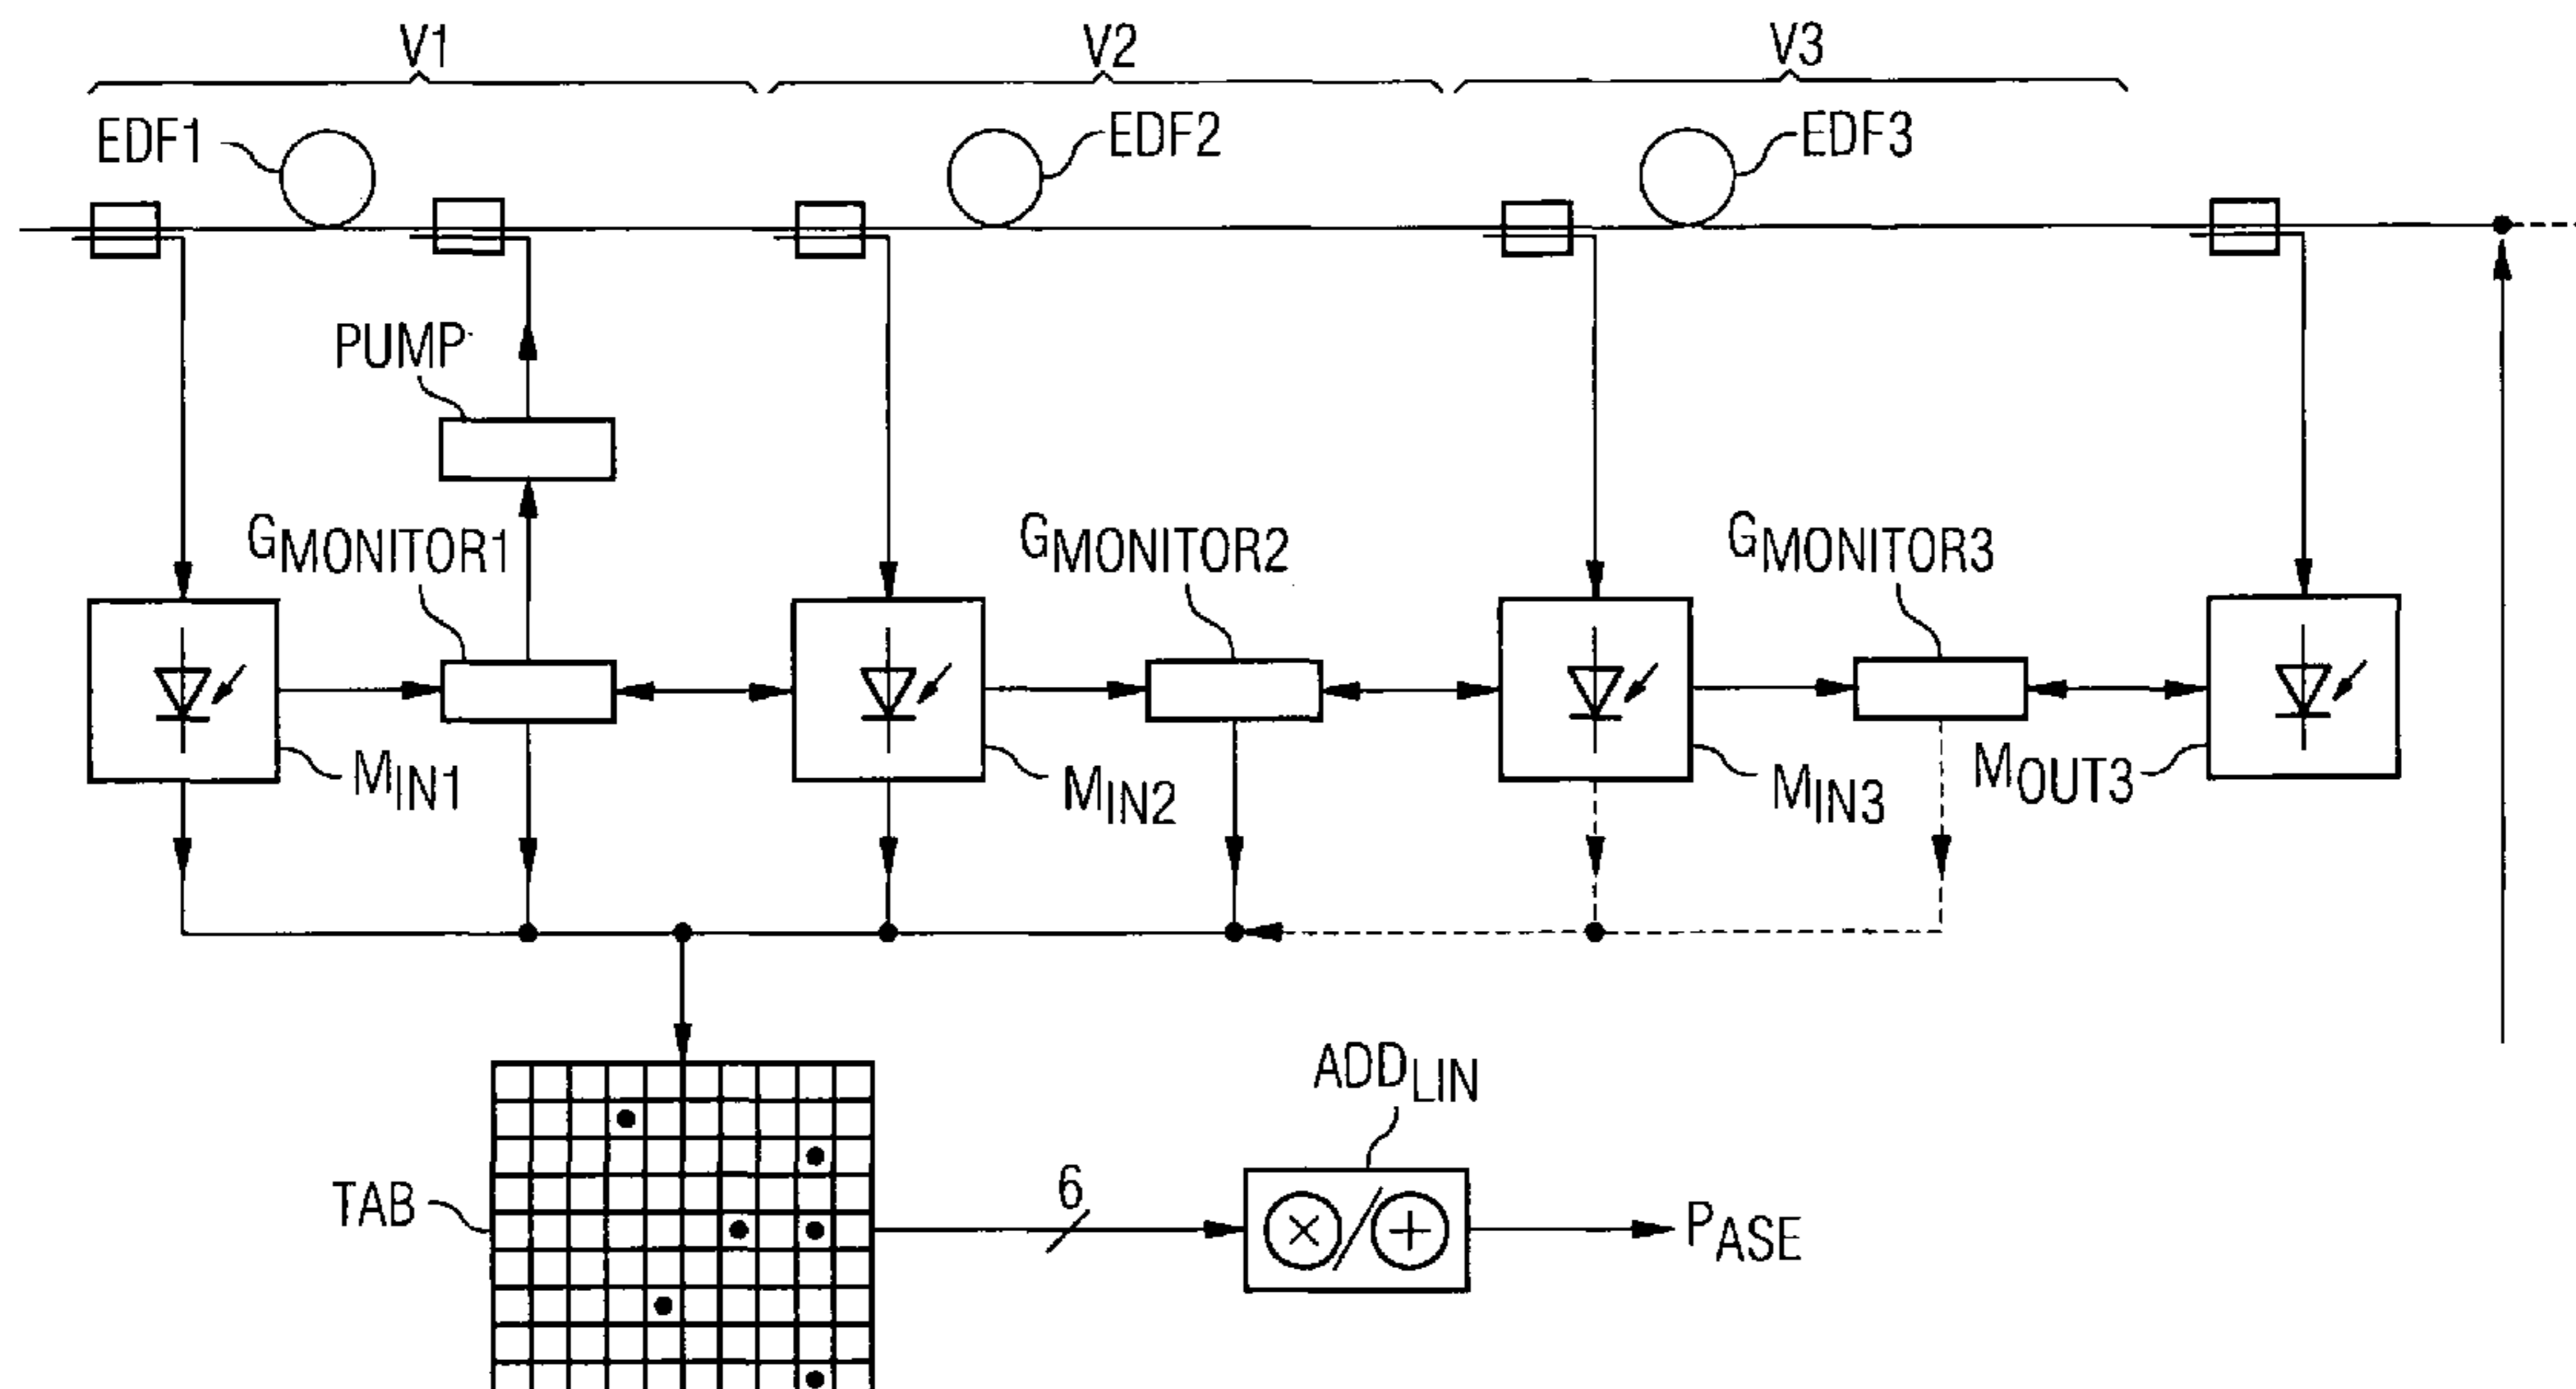 V1 V2 V3
EDF1 EDF2 EDF3
PUMP
GMONITOR1 GMONITOR2 GMONITOR3
MIN1 MIN2 MIN3 MOUT3
ADDLIN
TAB 6 PASE